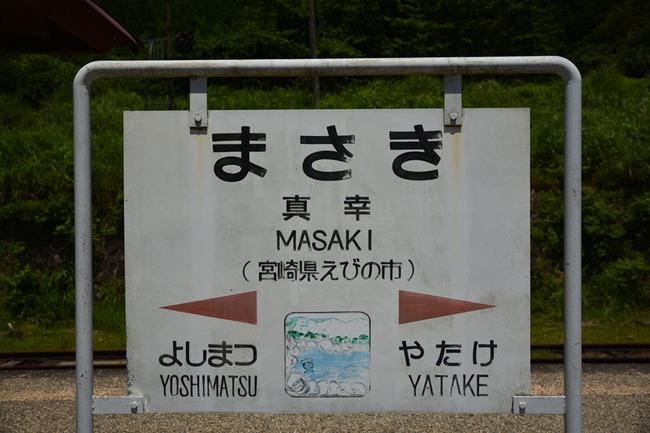 まさき
真幸
MASAKI
(宮崎県えびの市)
よしまつ やたけ
YOSHIMATSU YATAKE